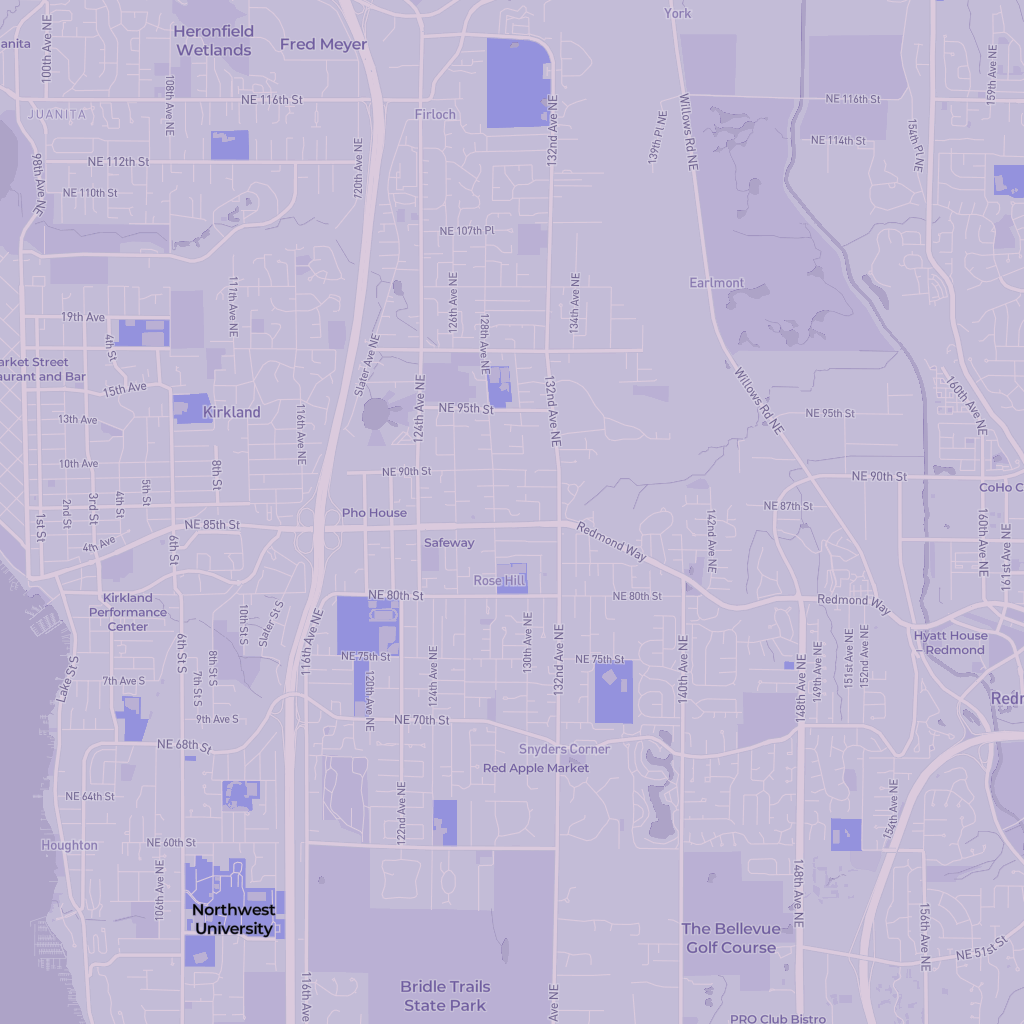 York
100th Ave NE
Heronfield
Wetlands
Fred Meyer
anita
159th Ave NE
108th Ave NE
NE 116th St
NE 116th St
JUANITA
Firloch
132nd Ave NE
Willows Rd NE
139th Pl NE
154th Pl NE
NE 114th St
NE 112th St
98th Ave NE
NE 110th St
NE 107th Pl
126th Ave NE
134th Ave NE
Earlmont
19th Ave
128th Ave NE
4th St
Slater Ave NE
arket Street
aurant and Bar
15th Ave
Willows Rd NE
160th Ave NE
124th Ave NE
132nd Ave NE
NE 95th St
NE 95th St
13th Ave
Kirkland
116th Ave NE
10th Ave
8th St
NE 90th St
NE 90th St
5th St
4th St
3rd St
2nd St
1st St
CoHo C
NE 87th St
Pho House
142nd Ave NE
160th Ave NE
161st Ave NE
NE 85th St
Redmond Way
4th Ave
6th St
Safeway
Rose Hill
Kirkland
Performance
Center
NE 80th St
NE 80th St
Redmond Way
10th St S
Slater St S
116th Ave NE
130th Ave NE
132nd Ave NE
140th Ave NE
Hyatt House
– Redmond
6th St S
8th St S
7th St S
NE 75th St
NE 75th St
124th Ave NE
120th Ave NE
148th Ave NE
149th Ave NE
151st Ave NE
152nd Ave NE
Lake St S
7th Ave S
Redm
9th Ave S
NE 70th St
NE 68th St
Snyders Corner
Red Apple Market
NE 64th St
122nd Ave NE
154th Ave NE
Houghton
NE 60th St
106th Ave NE
148th Ave NE
Northwest
University
The Bellevue
Golf Course
156th Ave NE
NE 51st St
116th Ave
Bridle Trails
State Park
Ave NE
PRO Club Bistro